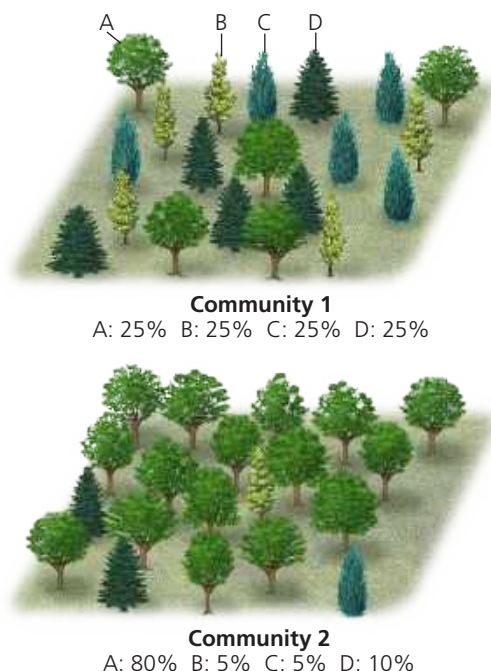 A B C D
Community 1
A: 25% B: 25% C: 25% D: 25%
Community 2
A: 80% B: 5% C: 5% D: 10%